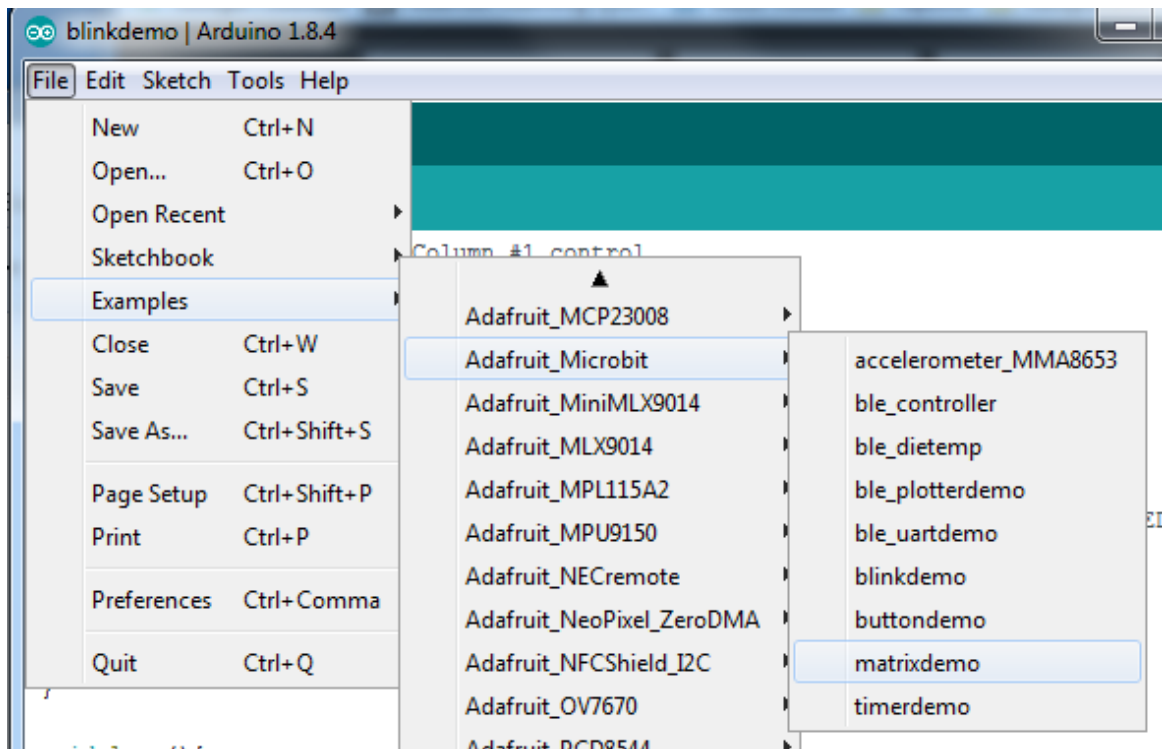 blinkdemo | Arduino 1.8.4
File Edit Sketch Tools Help
New Ctrl+N
Open... Ctrl+O
Open Recent
Sketchbook
Examples
Close Ctrl+W
Save Ctrl+S
Save As... Ctrl+Shift+S
Page Setup Ctrl+Shift+P
Print Ctrl+P
Preferences Ctrl+Comma
Quit Ctrl+Q
Column #1 control
Adafruit_MCP23008
Adafruit_Microbit
Adafruit_MiniMLX9014
Adafruit_MLX9014
Adafruit_MPL115A2
Adafruit_MPU9150
Adafruit_NECremote
Adafruit_NeoPixel_ZeroDMA
Adafruit_NFCShield_I2C
Adafruit_OV7670
Adafruit_PCD8544
accelerometer_MMA8653
ble_controller
ble_dietemp
ble_plotterdemo
ble_uartdemo
blinkdemo
buttondemo
matrixdemo
timerdemo
}